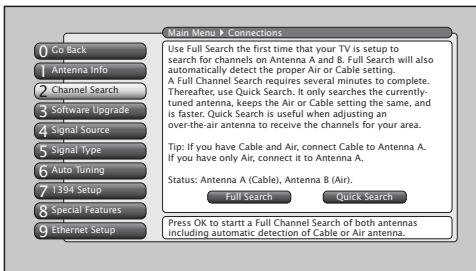 Main Menu ▸ Connections
0 Go Back
1 Antenna Info
2 Channel Search
3 Software Upgrade
4 Signal Source
5 Signal Type
6 Auto Tuning
7 1394 Setup
8 Special Features
9 Ethernet Setup
Use Full Search the first time that your TV is setup to
search for channels on Antenna A and B. Full Search will also
automatically detect the proper Air or Cable setting.
A Full Channel Search requires several minutes to complete.
Thereafter, use Quick Search. It only searches the currently-
tuned antenna, keeps the Air or Cable setting the same, and
is faster. Quick Search is useful when adjusting an
over-the-air antenna to receive the channels for your area.
Tip: If you have Cable and Air, connect Cable to Antenna A.
If you have only Air, connect it to Antenna A.
Status: Antenna A (Cable), Antenna B (Air).
Full Search Quick Search
Press OK to startt a Full Channel Search of both antennas
including automatic detection of Cable or Air antenna.